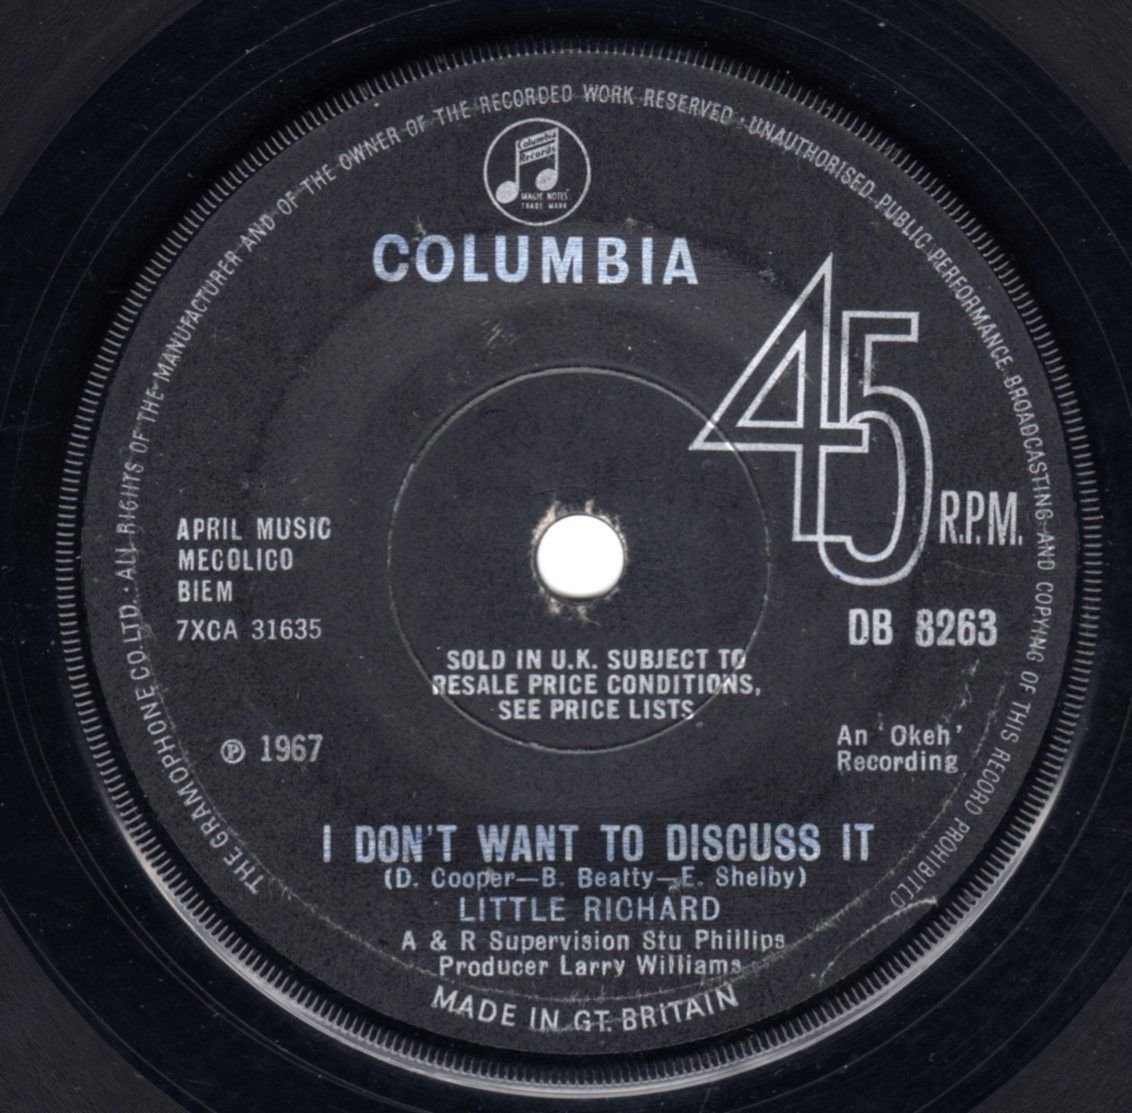 THE GRAMOPHONE CO. LTD. · ALL RIGHTS OF THE MANUFACTURER AND OF THE OWNER OF THE RECORDED WORK RESERVED · UNAUTHORISED PUBLIC PERFORMANCE BROADCASTING AND COPYING OF THIS RECORD PROHIBITED
Columbia
Records
"MAGIC NOTES"
TRADE MARK
COLUMBIA
45 R.P.M.
APRIL MUSIC
MECOLICO
BIEM
7XCA 31635
DB 8263
SOLD IN U.K. SUBJECT TO
RESALE PRICE CONDITIONS,
SEE PRICE LISTS
℗ 1967
An 'Okeh'
Recording
I DON'T WANT TO DISCUSS IT
(D. Cooper—B. Beatty—E. Shelby)
LITTLE RICHARD
A & R Supervision Stu Phillips
Producer Larry Williams
MADE IN GT. BRITAIN